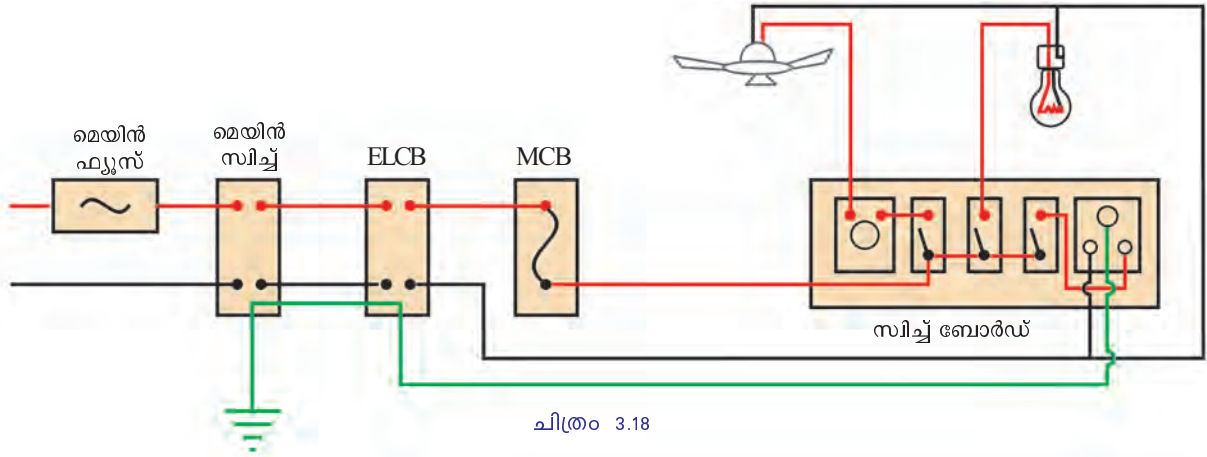 മെയിൻ
ഫ്യൂസ്
മെയിൻ
സ്വിച്ച്
ELCB
MCB
സ്വിച്ച് ബോർഡ്
ചിത്രം 3.18